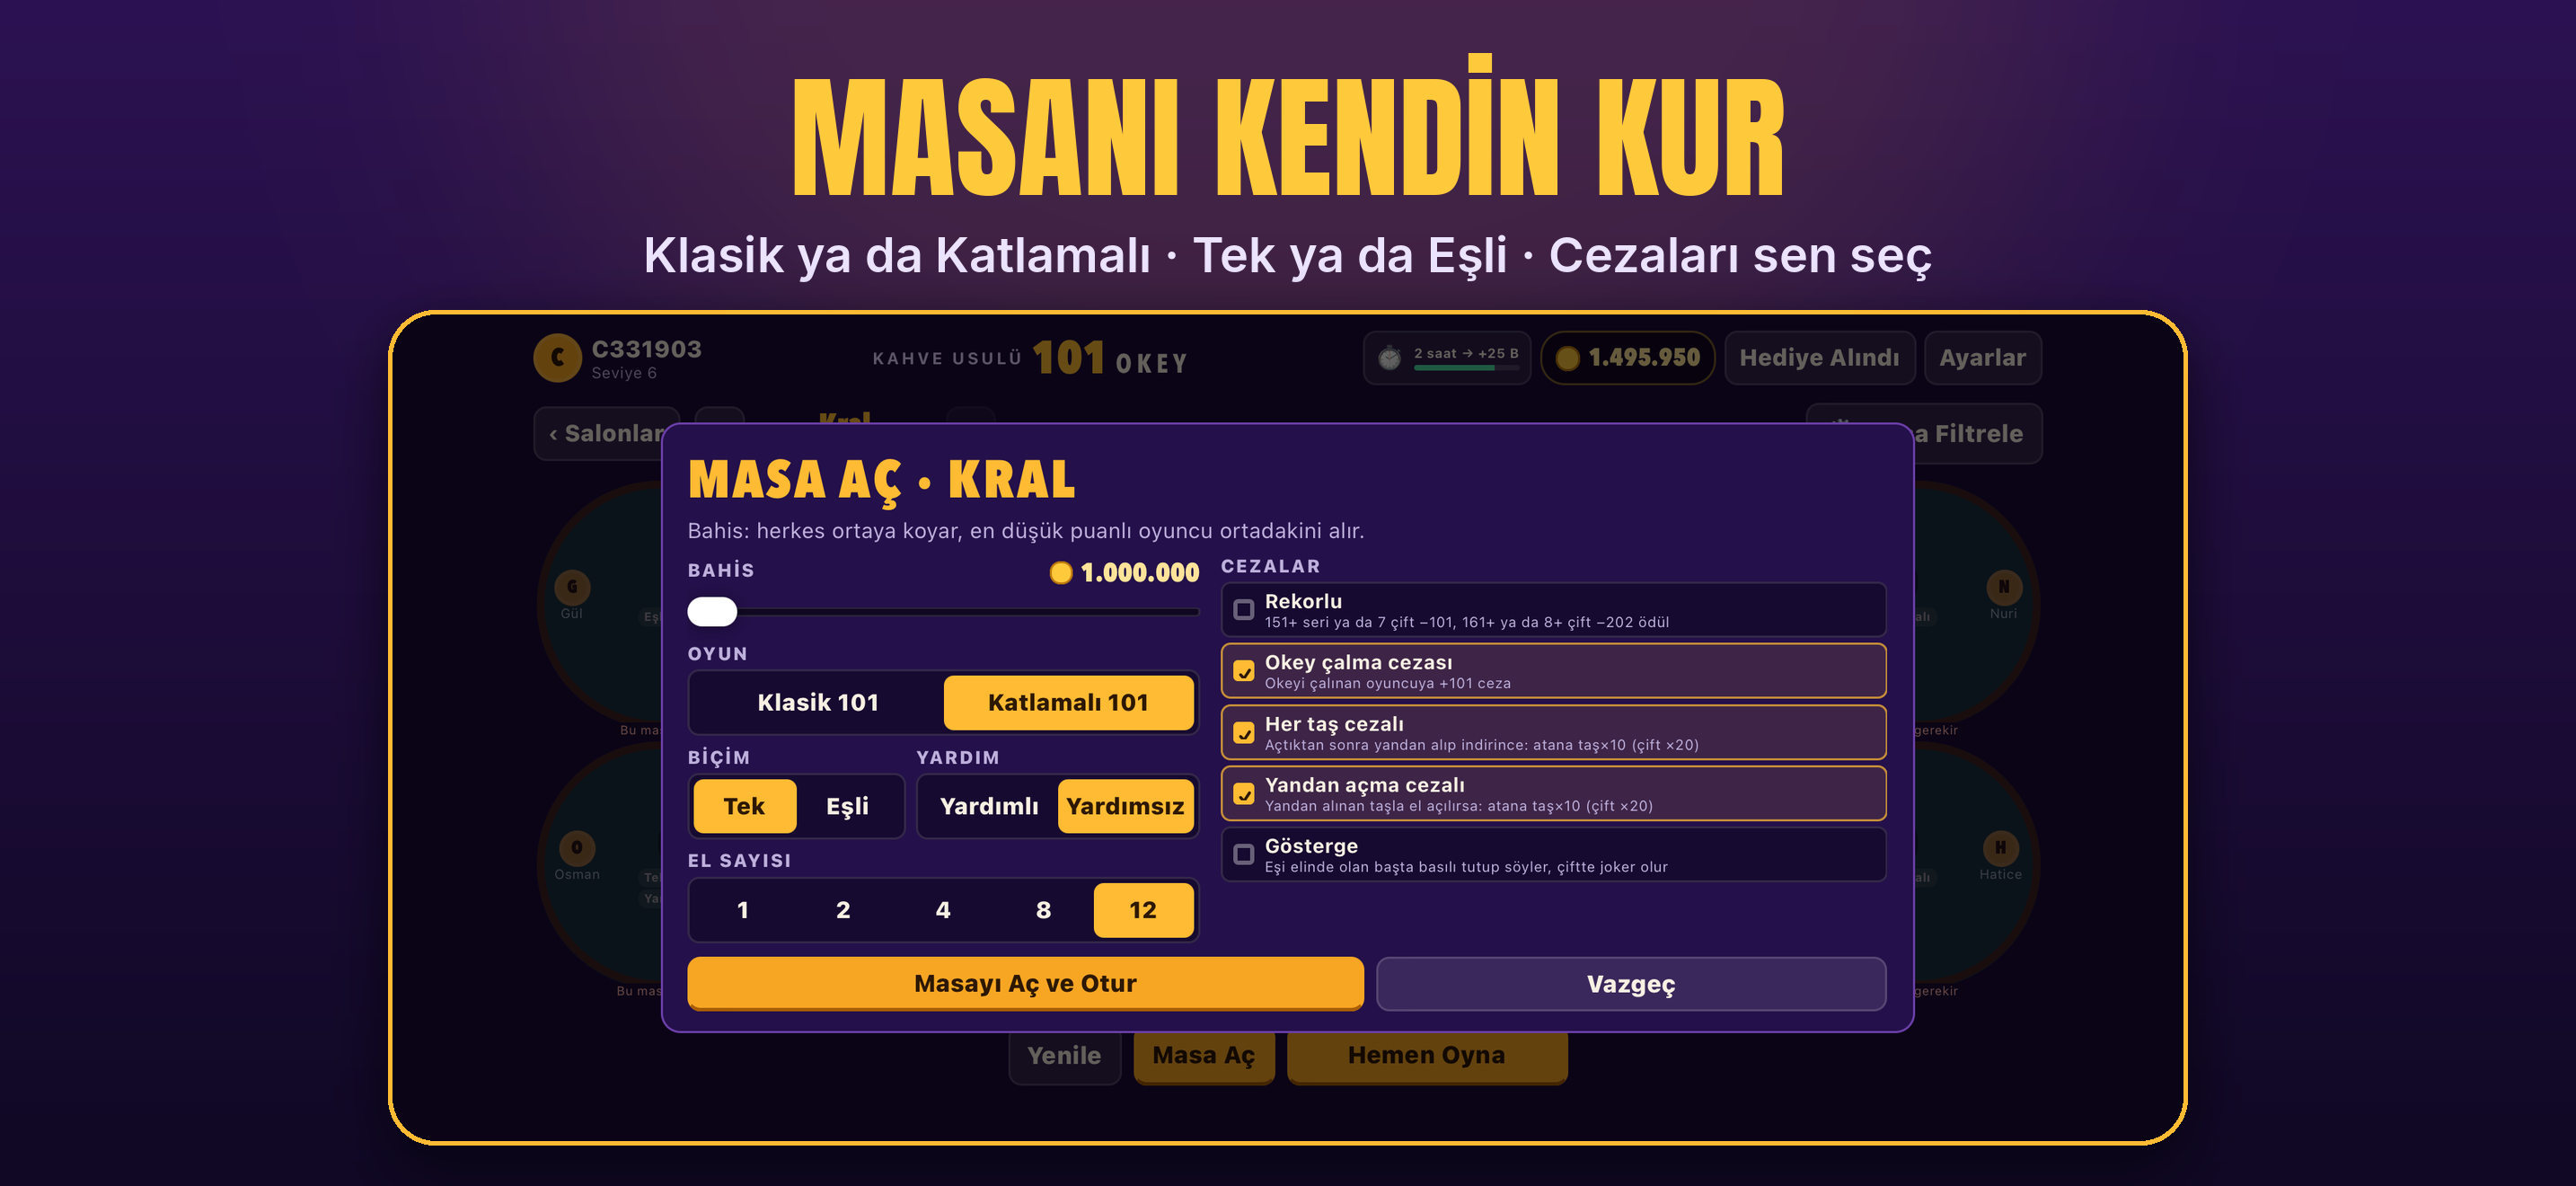 MASANI KENDİN KUR
Klasik ya da Katlamalı · Tek ya da Eşli · Cezaları sen seç
C C331903
Seviye 6
KAHVE USULÜ 101 OKEY
2 saat → +25 B
1.495.950
Hediye Alındı
Ayarlar
‹ Salonlar
Kral
a Filtrele
MASA AÇ · KRAL
Bahis: herkes ortaya koyar, en düşük puanlı oyuncu ortadakini alır.
BAHİS 1.000.000
OYUN
Klasik 101 Katlamalı 101
BİÇİM YARDIM
Tek Eşli Yardımlı Yardımsız
EL SAYISI
1 2 4 8 12
CEZALAR
Rekorlu
151+ seri ya da 7 çift −101, 161+ ya da 8+ çift −202 ödül
Okey çalma cezası
Okeyi çalınan oyuncuya +101 ceza
Her taş cezalı
Açtıktan sonra yandan alıp indirince: atana taş×10 (çift ×20)
Yandan açma cezalı
Yandan alınan taşla el açılırsa: atana taş×10 (çift ×20)
Gösterge
Eşi elinde olan başta basılı tutup söyler, çiftte joker olur
Masayı Aç ve Otur
Vazgeç
G
Gül
N
Nuri
Bu
gerekir
O
Osman
H
Hatice
Bu
gerekir
Yenile
Masa Aç
Hemen Oyna